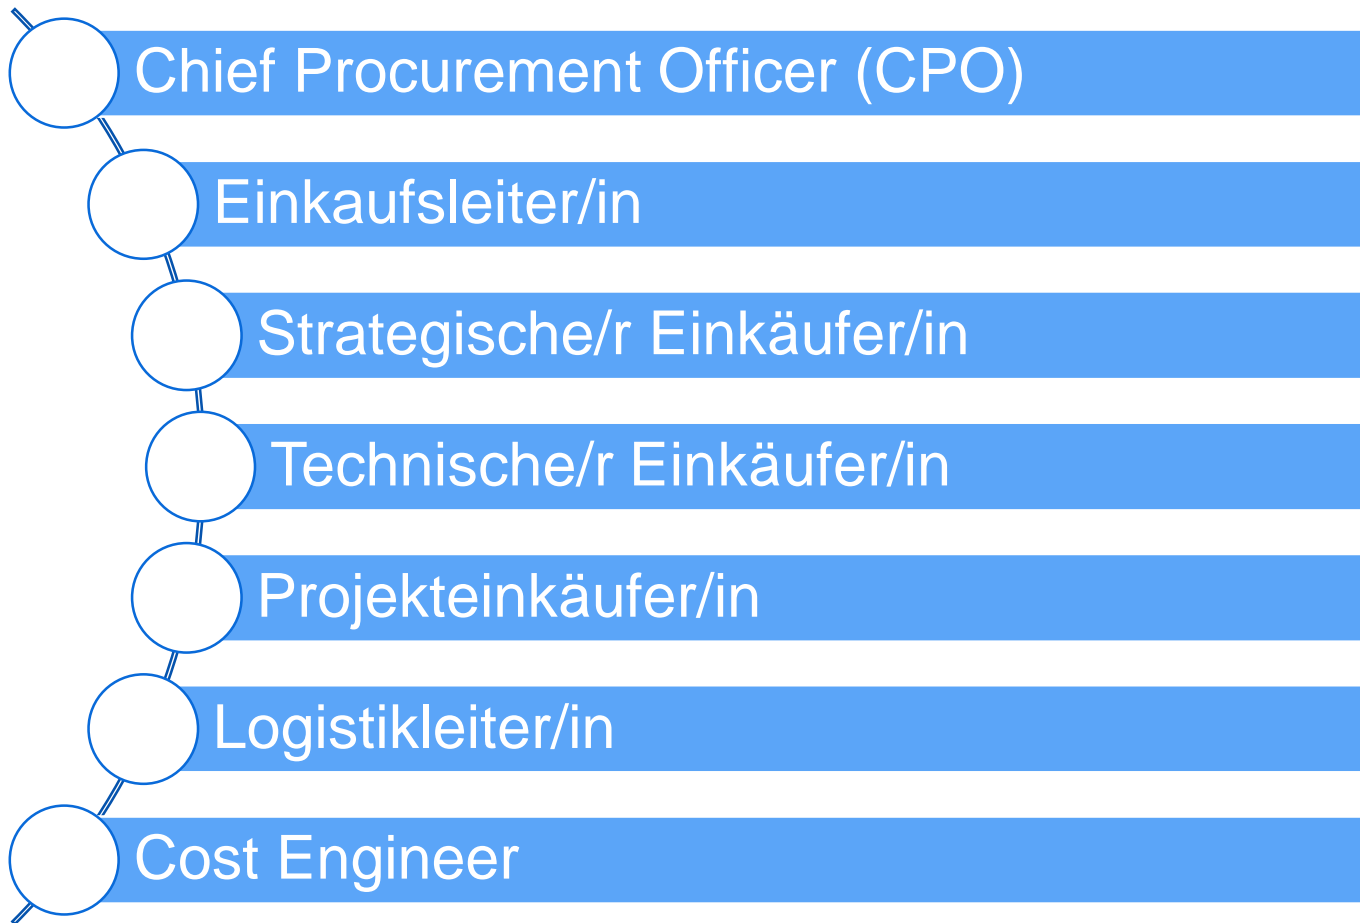 Chief Procurement Officer (CPO)
Einkaufsleiter/in
Strategische/r Einkäufer/in
Technische/r Einkäufer/in
Projekteinkäufer/in
Logistikleiter/in
Cost Engineer